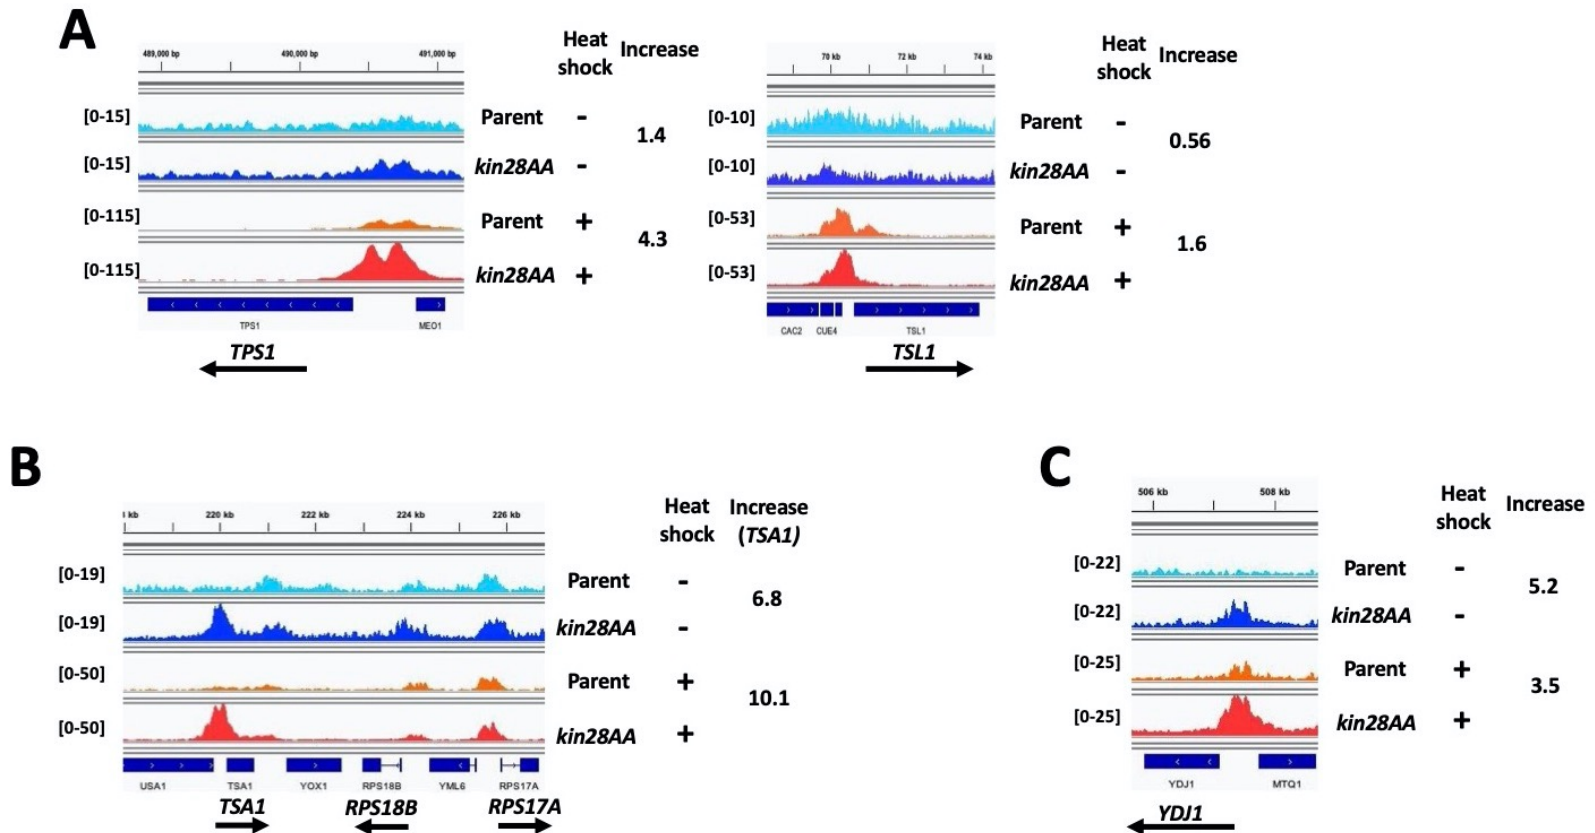 A
Heat shock
Increase
489,000 bp 490,000 bp 491,000 bp
[0-15] Parent -
1.4
[0-15] kin28AA -
[0-115] Parent +
4.3
[0-115] kin28AA +
TPS1 MEO1
TPS1
Heat shock
Increase
70 kb 72 kb 74 kb
[0-10] Parent -
0.56
[0-10] kin28AA -
[0-53] Parent +
1.6
[0-53] kin28AA +
CAC2 CUE4 TSL1
TSL1
B
Heat shock
Increase (TSA1)
220 kb 222 kb 224 kb 226 kb
[0-19] Parent -
6.8
[0-19] kin28AA -
[0-50] Parent +
10.1
[0-50] kin28AA +
USA1 TSA1 YOX1 RPS18B YML6 RPS17A
TSA1 RPS18B RPS17A
C
Heat shock
Increase
506 kb 508 kb
[0-22] Parent -
5.2
[0-22] kin28AA -
[0-25] Parent +
3.5
[0-25] kin28AA +
YDJ1 MTQ1
YDJ1